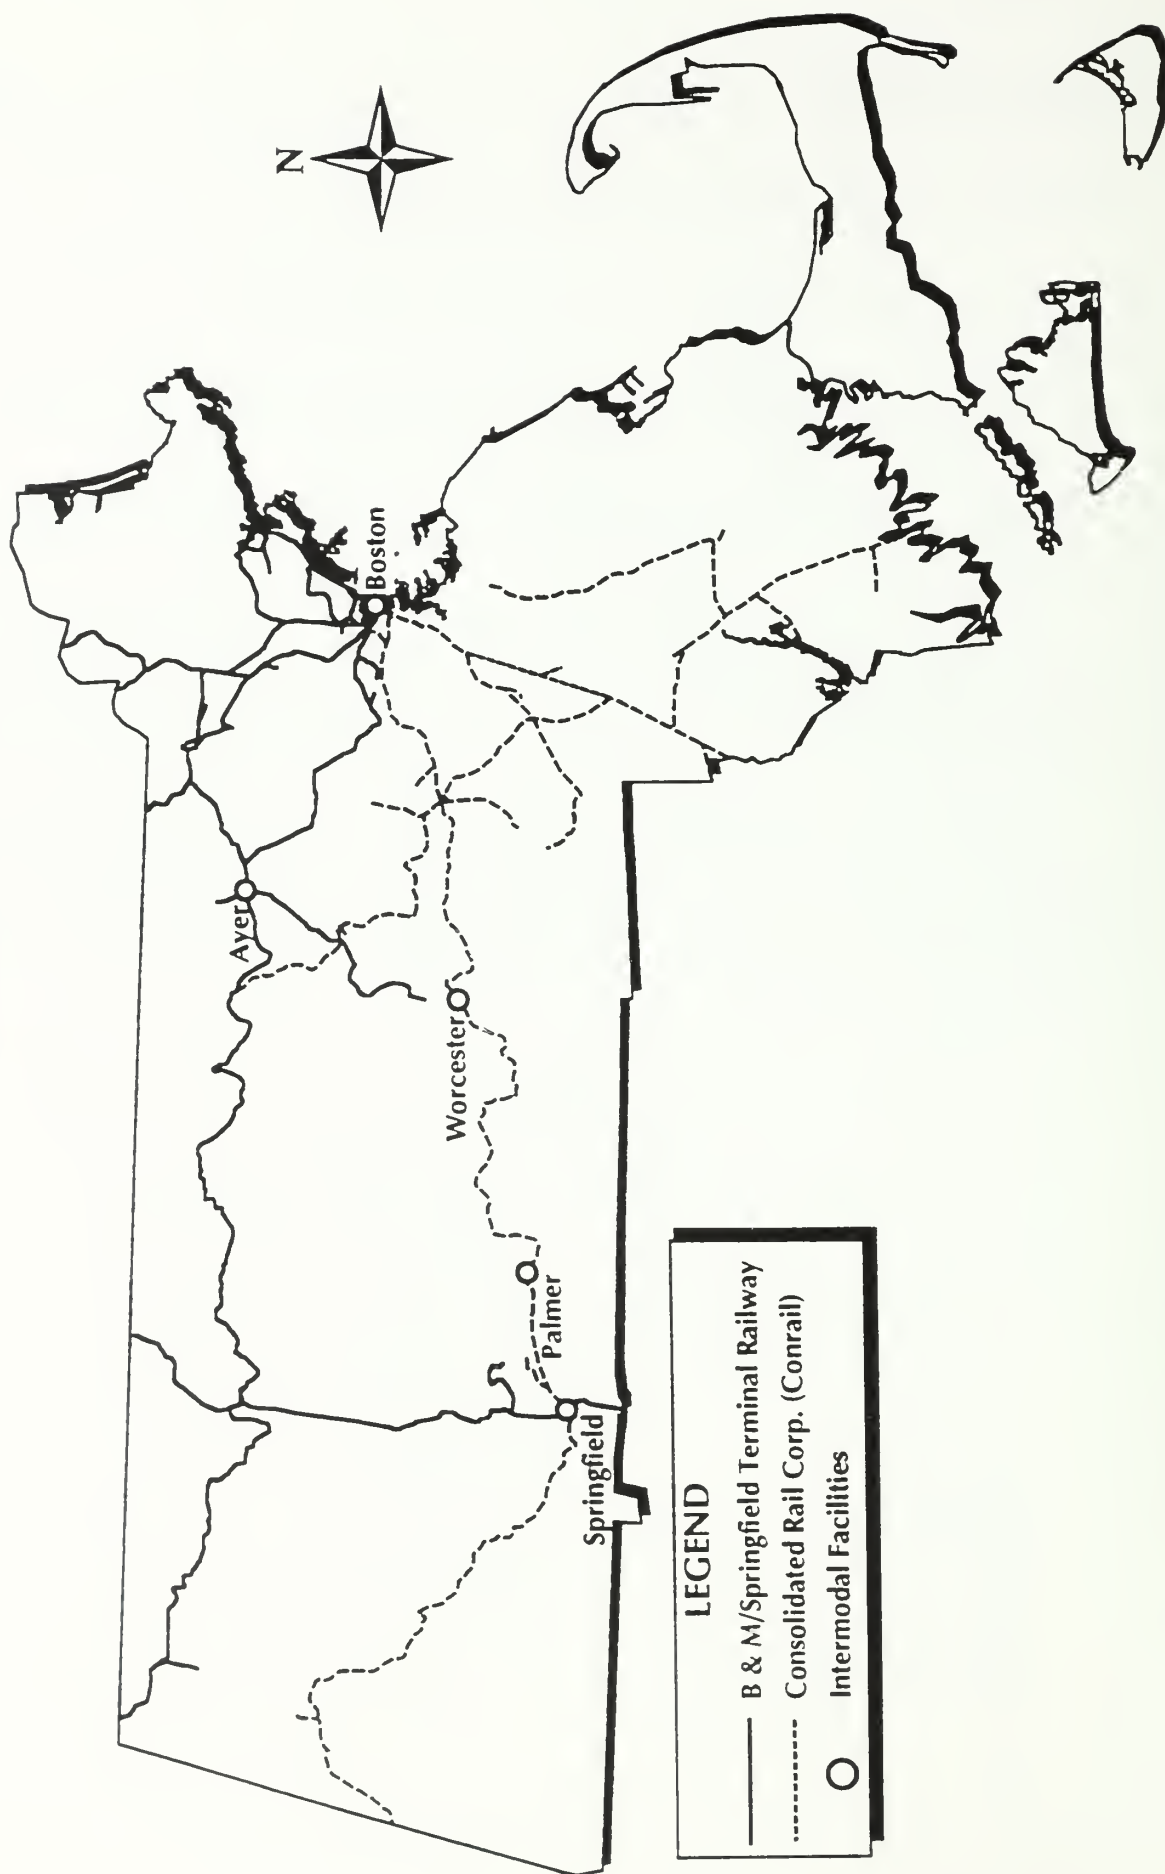 N
Boston
Ayer
Worcester
Palmer
Springfield
LEGEND
B & M/Springfield Terminal Railway
Consolidated Rail Corp. (Conrail)
Intermodal Facilities